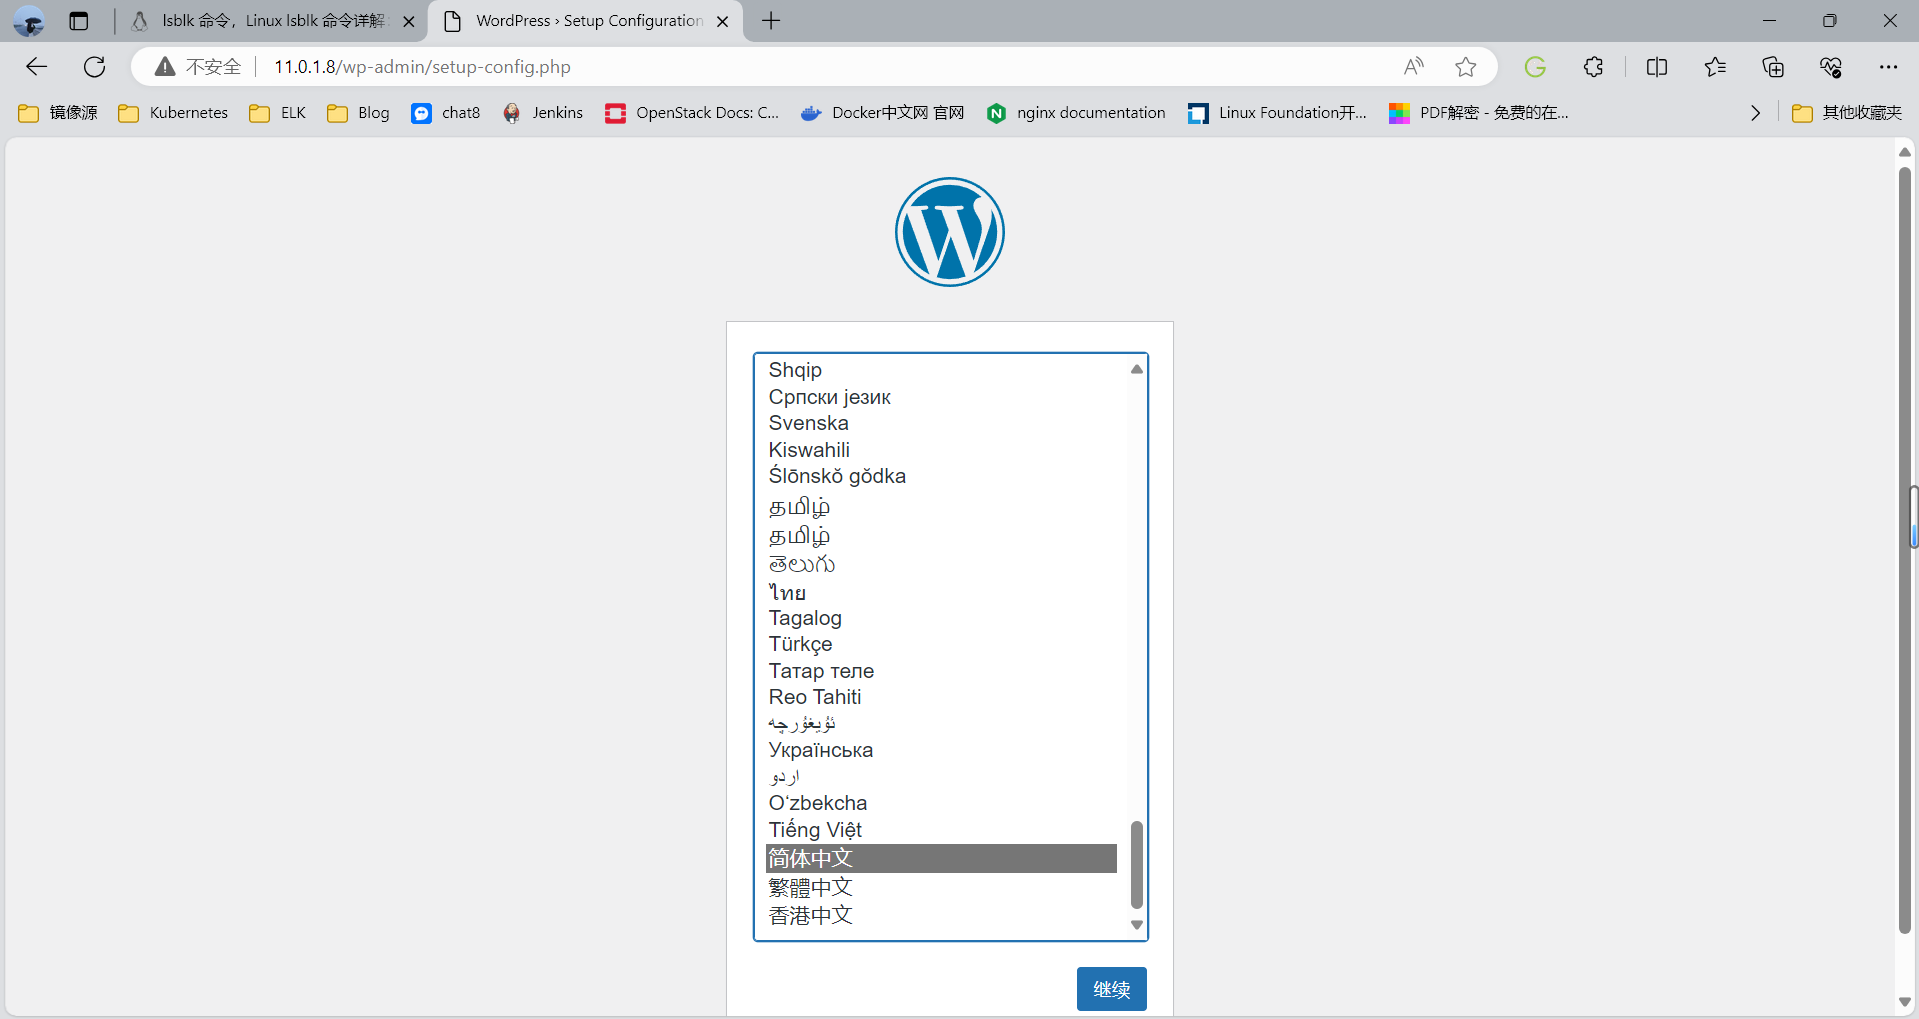 lsblk 命令，Linux lsblk 命令详解
WordPress › Setup Configuration
不安全
11.0.1.8/wp-admin/setup-config.php
镜像源
Kubernetes
ELK
Blog
chat8
Jenkins
OpenStack Docs: C...
Docker中文网 官网
nginx documentation
Linux Foundation开...
PDF解密 - 免费的在...
其他收藏夹
Shqip
Српски језик
Svenska
Kiswahili
Ślōnskŏ gŏdka
தமிழ்
தமிழ்
తెలుగు
ไทย
Tagalog
Türkçe
Татар теле
Reo Tahiti
ئۇيغۇرچە
Українська
اردو
O‘zbekcha
Tiếng Việt
简体中文
繁體中文
香港中文
继续